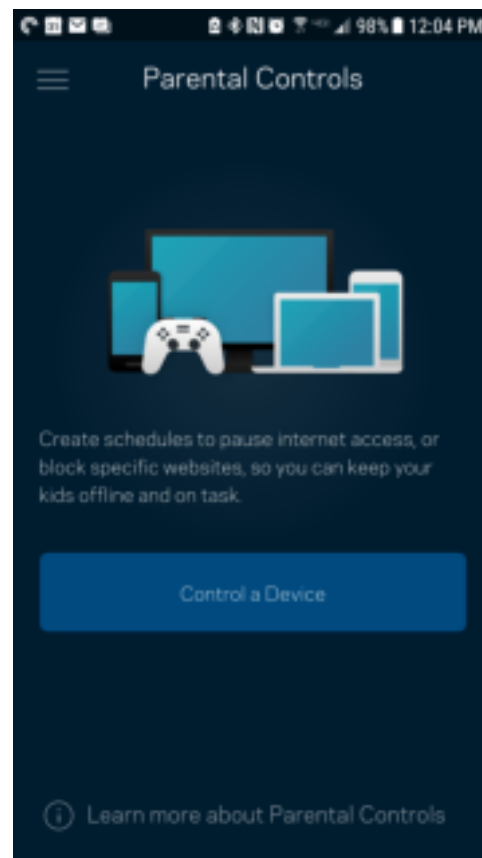 98% 12:04 PM
Parental Controls
Create schedules to pause internet access, or
block specific websites, so you can keep your
kids offline and on task.
Control a Device
Learn more about Parental Controls